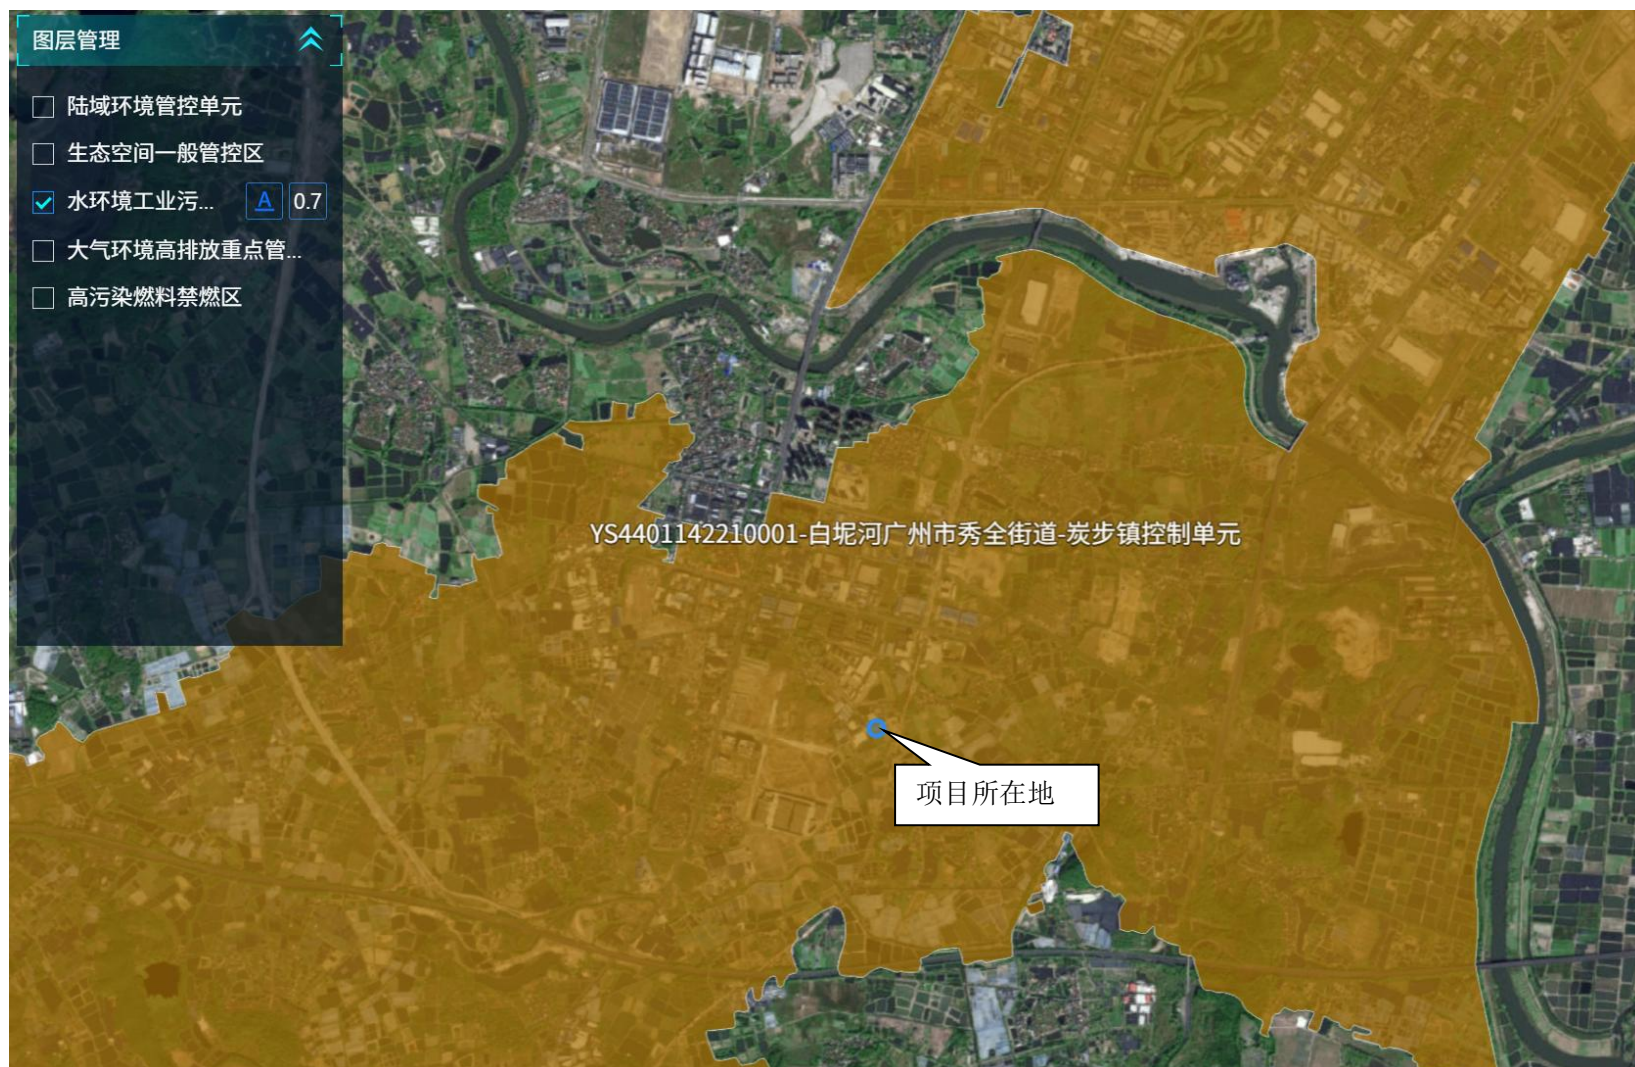 图层管理
陆域环境管控单元
生态空间一般管控区
水环境工业污... A 0.7
大气环境高排放重点管...
高污染燃料禁燃区
YS4401142210001-白坭河广州市秀全街道-炭步镇控制单元
项目所在地